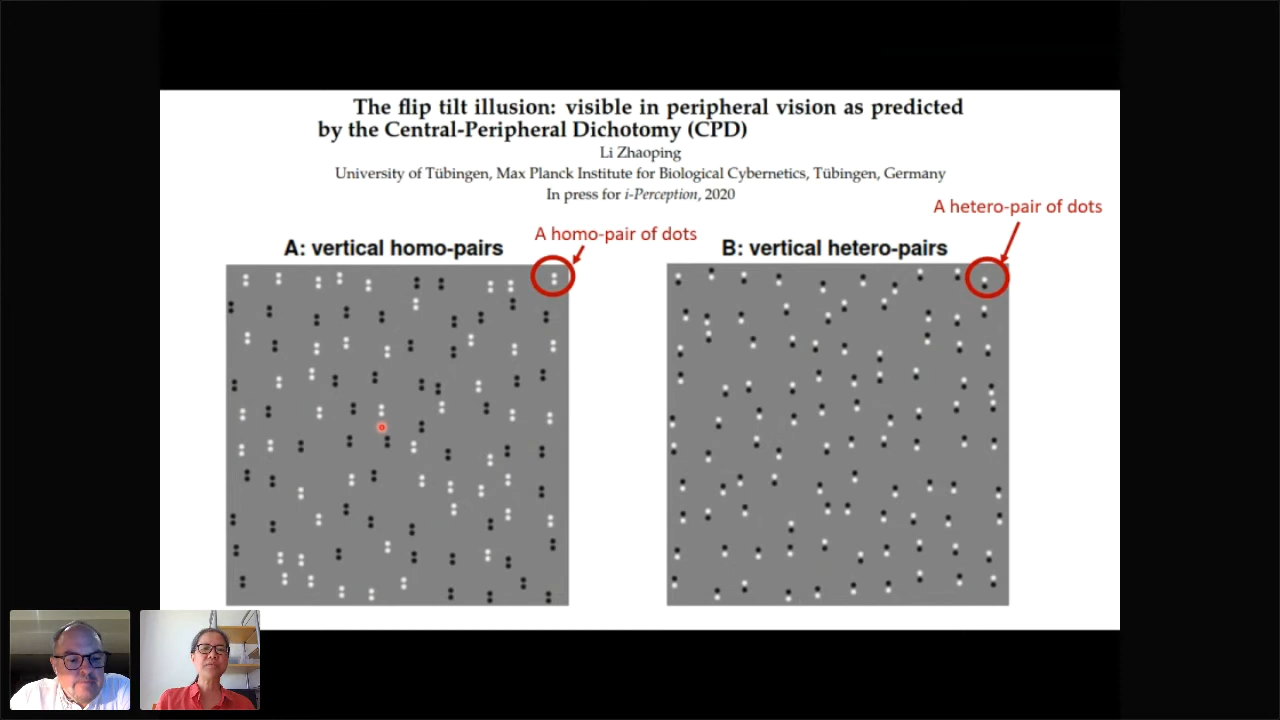 The flip tilt illusion: visible in peripheral vision as predicted
by the Central-Peripheral Dichotomy (CPD)
Li Zhaoping
University of Tübingen, Max Planck Institute for Biological Cybernetics, Tübingen, Germany
In press for i-Perception, 2020
A hetero-pair of dots
A homo-pair of dots
A: vertical homo-pairs
B: vertical hetero-pairs